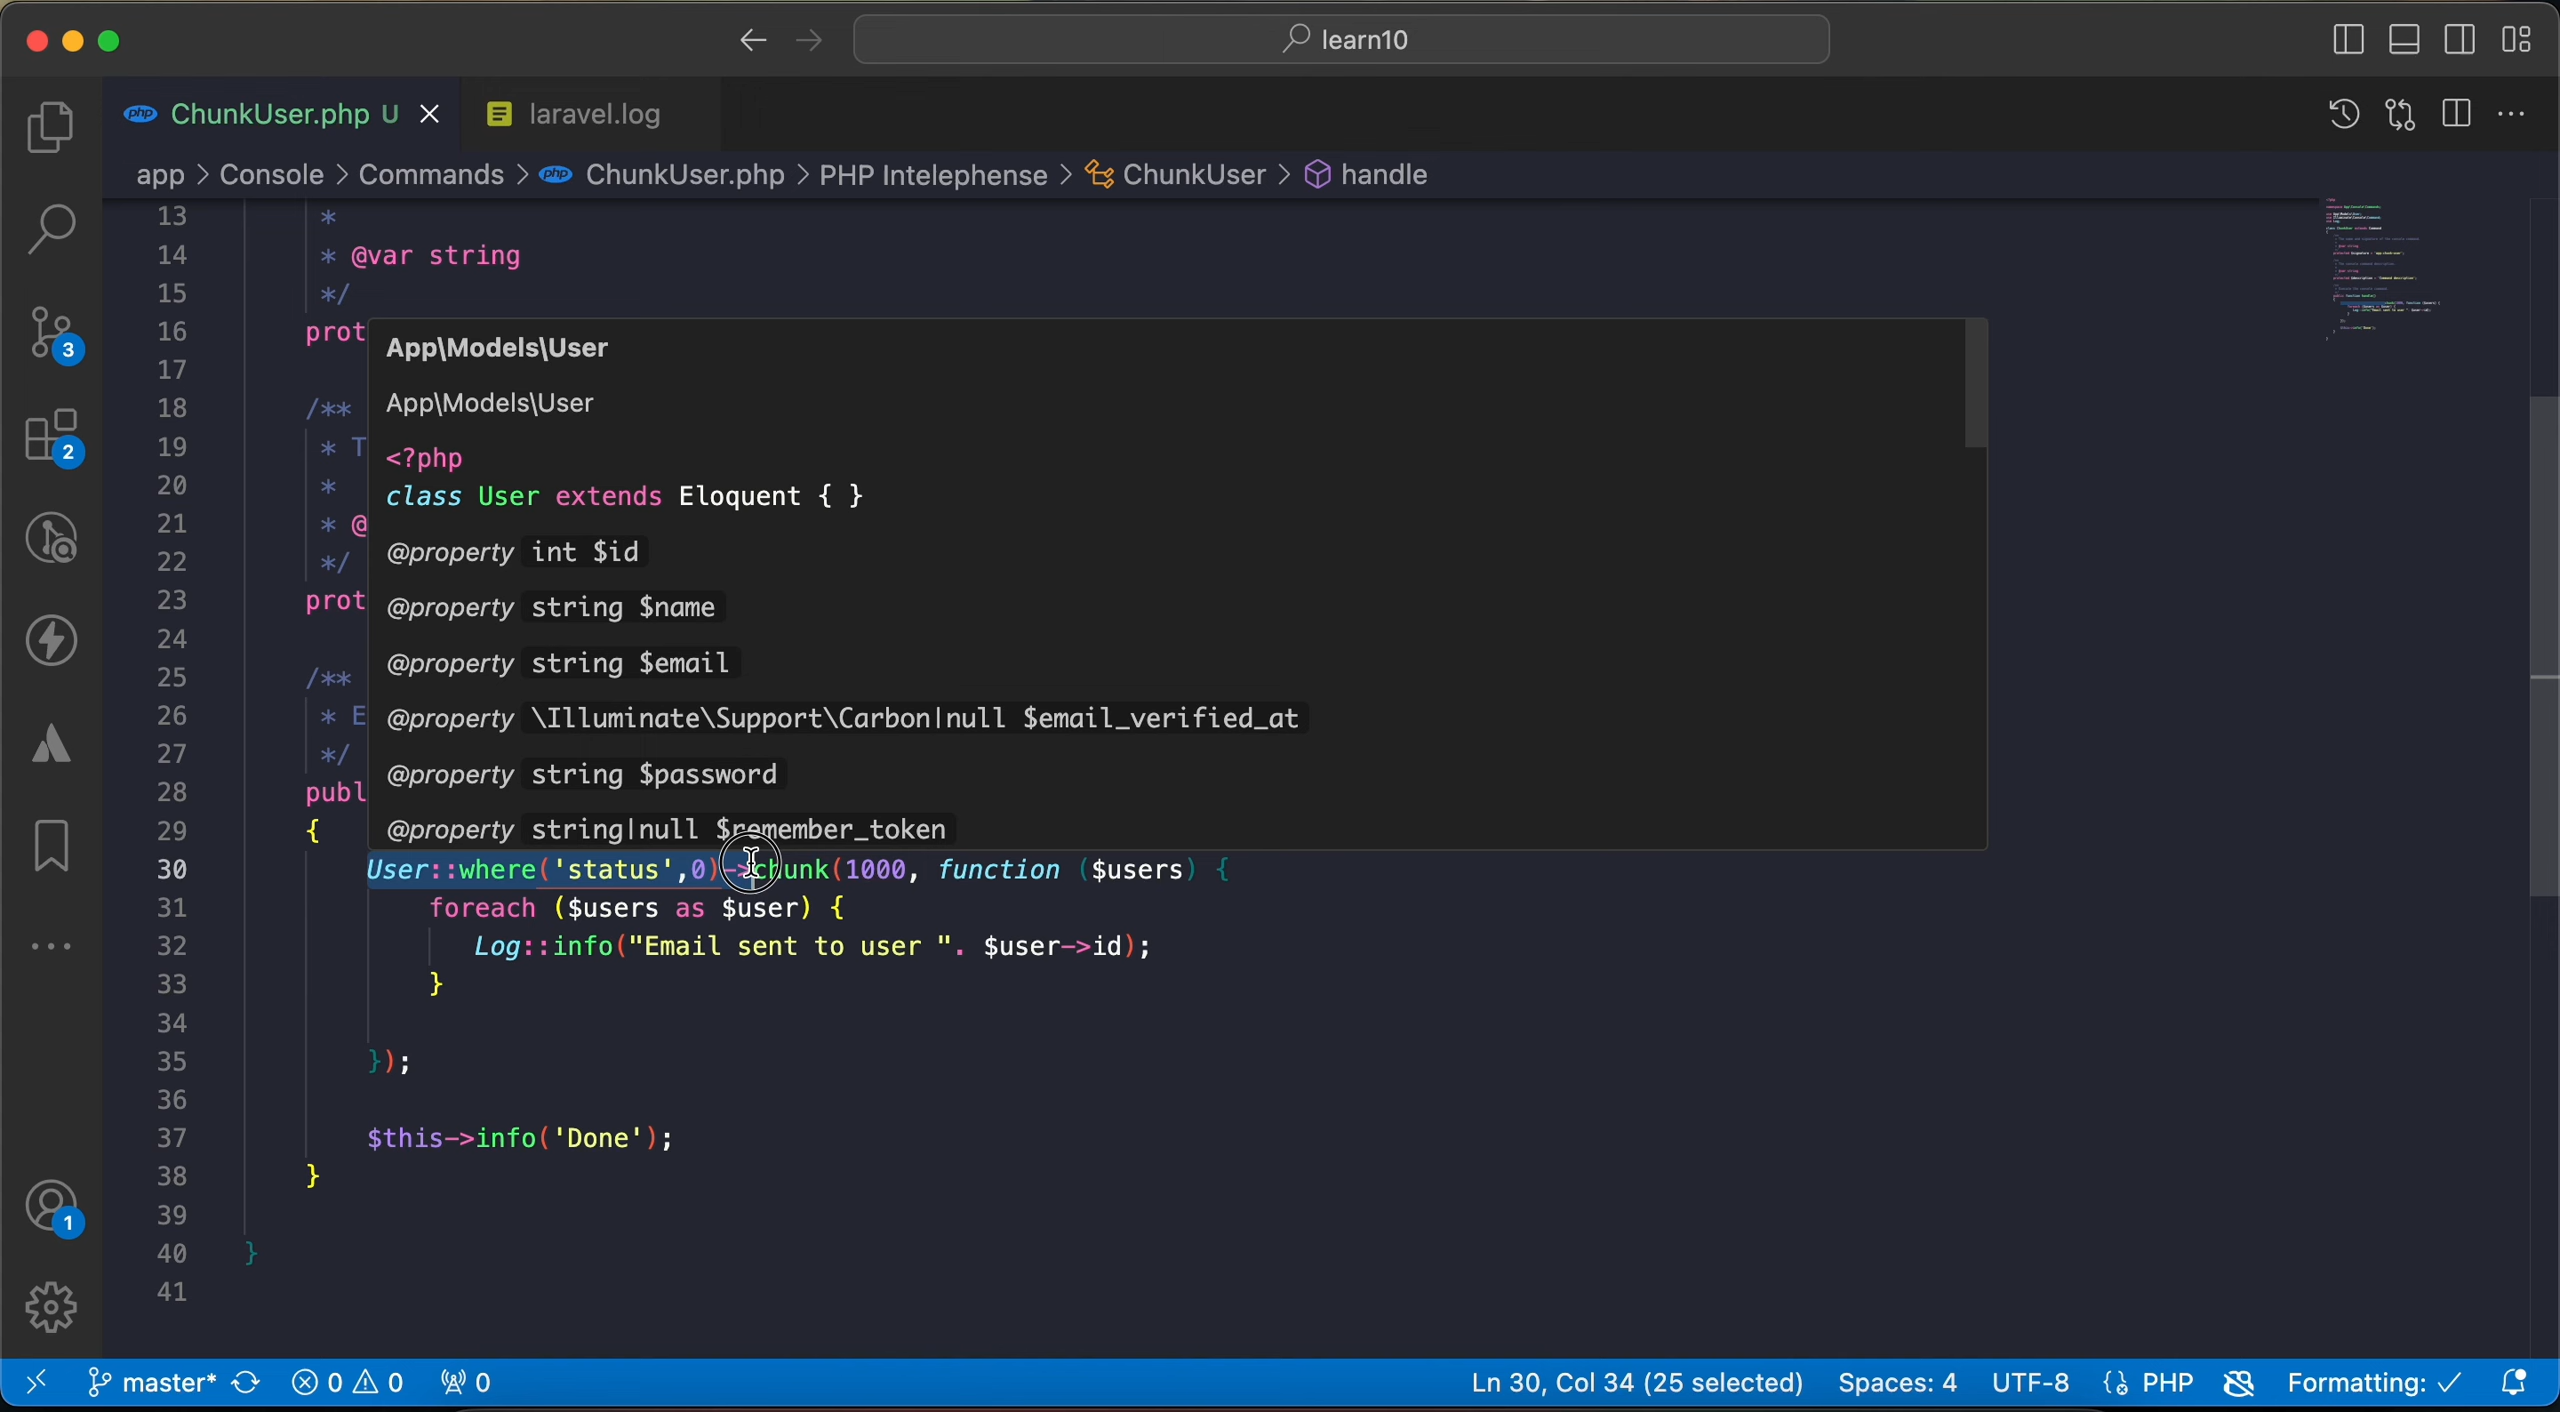 learn10
php ChunkUser.php U
laravel.log
app > Console > Commands > php ChunkUser.php > PHP Intelephense > ChunkUser > handle
13 *
14 * @var string
15 */
16 prot
17
18 /**
19 * T
20 *
21 * @
22 */
23 prot
24
25 /**
26 * E
27 */
28 publ
29 {
App\Models\User
App\Models\User
<?php
class User extends Eloquent { }
@property int $id
@property string $name
@property string $email
@property \Illuminate\Support\Carbon|null $email_verified_at
@property string $password
@property string|null $remember_token
30 User::where('status',0)->chunk(1000, function ($users) {
31 foreach ($users as $user) {
32 Log::info("Email sent to user ". $user->id);
33 }
34
35 });
36
37 $this->info('Done');
38 }
39
40 }
41
3
2
1
master* 0 0 0
Ln 30, Col 34 (25 selected) Spaces: 4 UTF-8 PHP Formatting: ✓